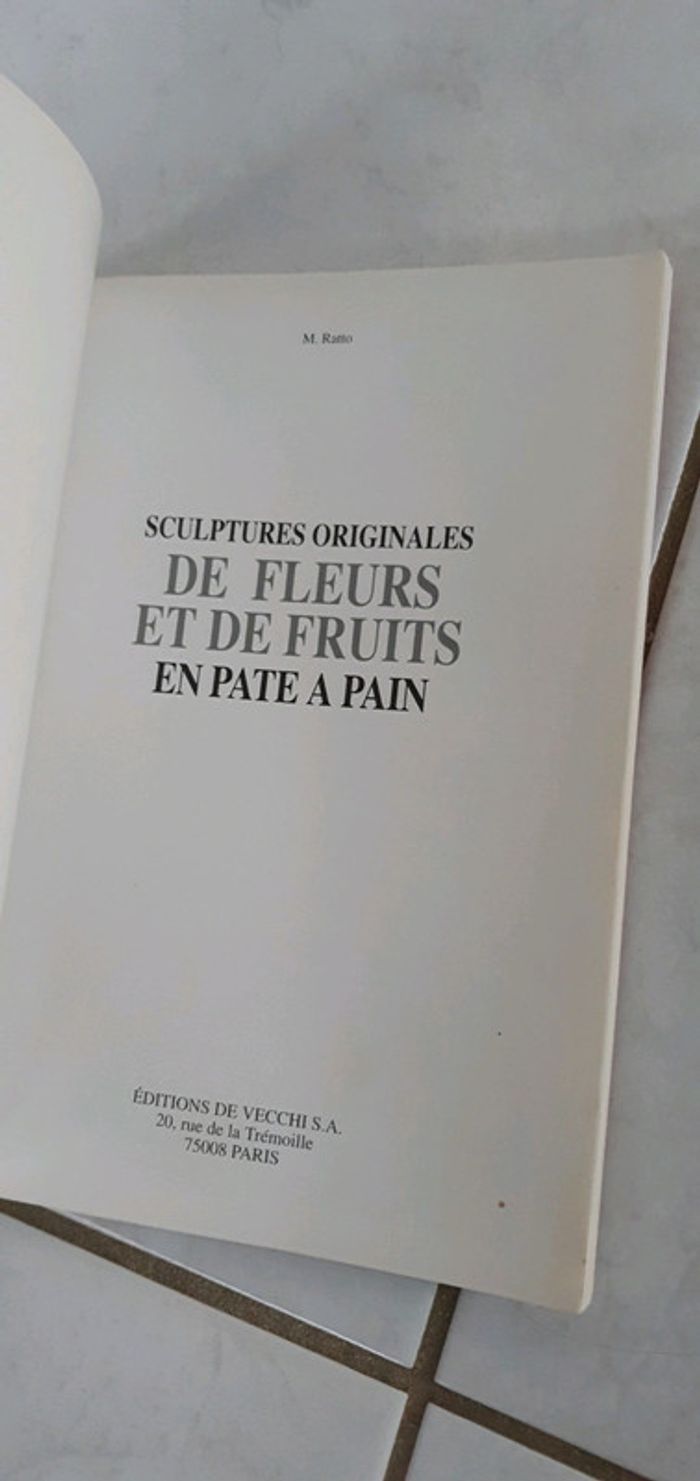 M. Ratto
SCULPTURES ORIGINALES
DE FLEURS
ET DE FRUITS
EN PATE A PAIN
ÉDITIONS DE VECCHI S.A.
20, rue de la Trémoille
75008 PARIS